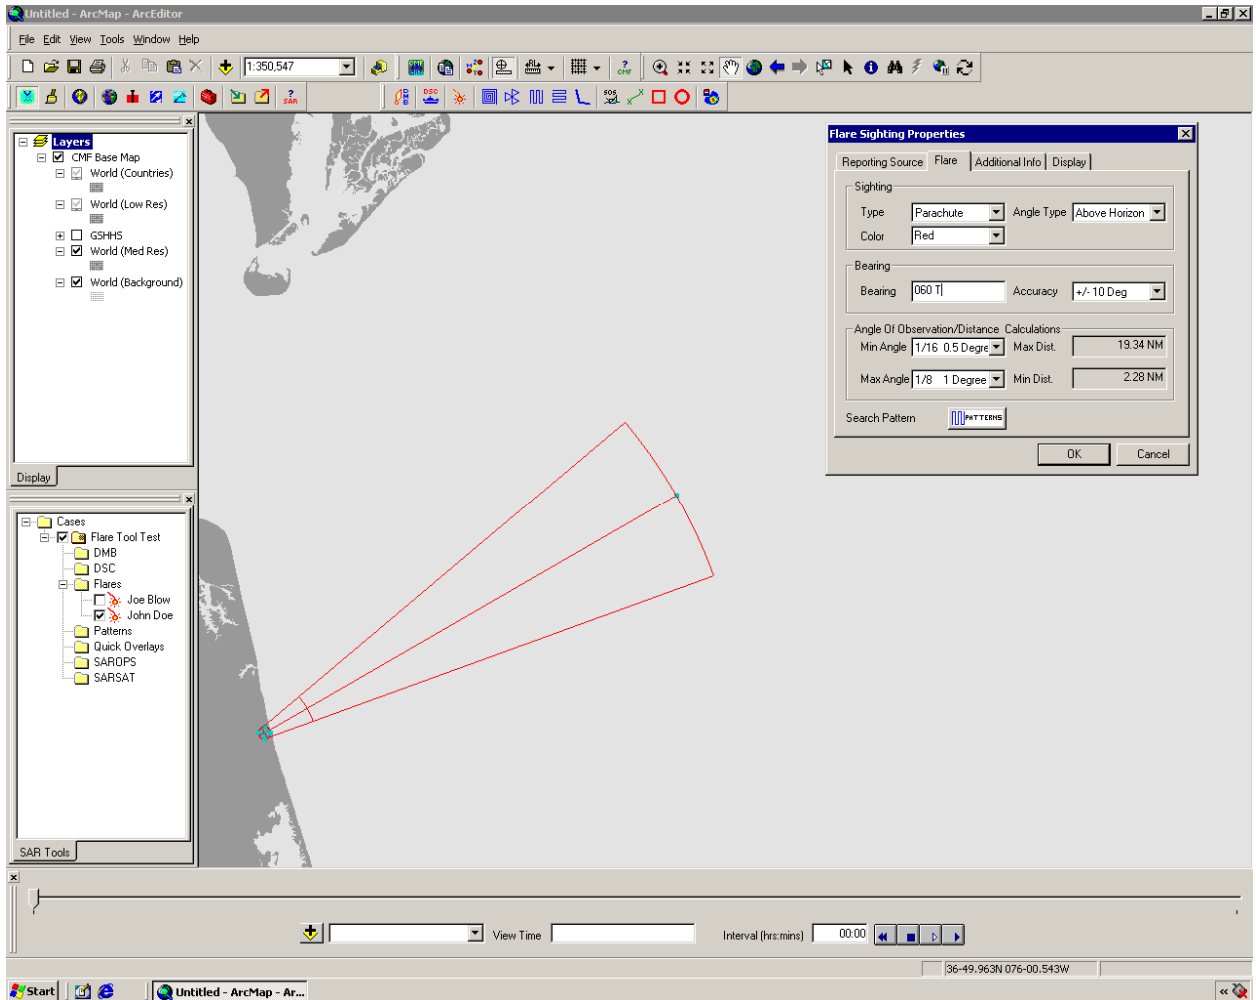 Untitled - ArcMap - ArcEditor
File Edit View Tools Window Help
1:350,547
? CMF
DSC
SOS
? SAR
Layers
CMF Base Map
World (Countries)
World (Low Res)
GSHHS
World (Med Res)
World (Background)
Display
Cases
Flare Tool Test
DMB
DSC
Flares
Joe Blow
John Doe
Patterns
Quick Overlays
SAROPS
SARSAT
SAR Tools
Flare Sighting Properties
Reporting Source Flare Additional Info Display
Sighting
Type Parachute Angle Type Above Horizon
Color Red
Bearing
Bearing 060 T Accuracy +/- 10 Deg
Angle Of Observation/Distance Calculations
Min Angle 1/16 0.5 Degre Max Dist. 19.34 NM
Max Angle 1/8 1 Degree Min Dist. 2.28 NM
Search Pattern PATTERNS
OK Cancel
View Time Interval (hrs:mins) 00:00
36-49.963N 076-00.543W
Start Untitled - ArcMap - Ar...